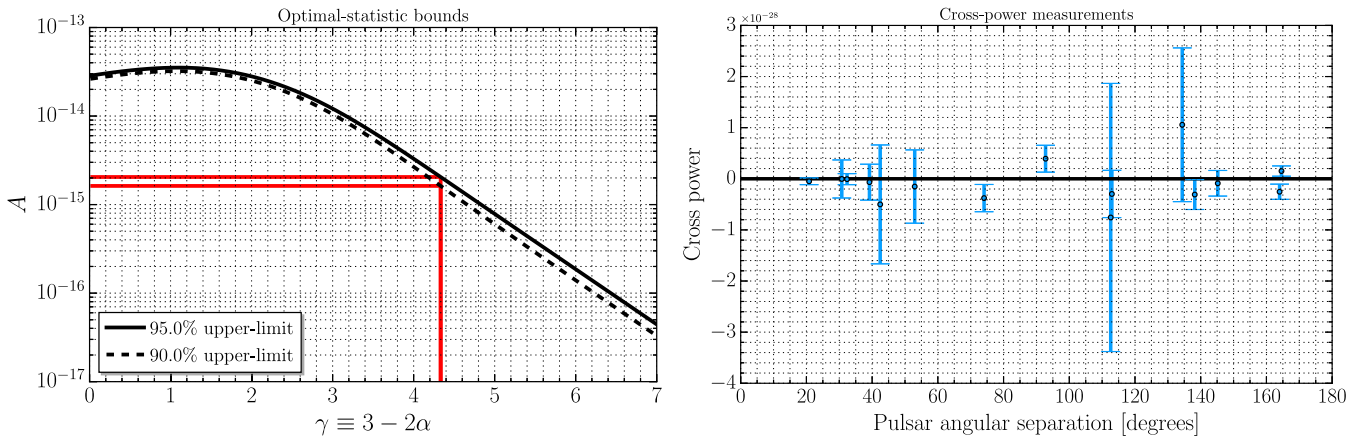 Optimal-statistic bounds
10⁻¹³
10⁻¹⁴
10⁻¹⁵
10⁻¹⁶
10⁻¹⁷
A
95.0% upper-limit
90.0% upper-limit
0 1 2 3 4 5 6 7
γ ≡ 3 − 2α
Cross-power measurements
×10⁻²⁸
3
2
1
0
−1
−2
−3
−4
Cross power
0 20 40 60 80 100 120 140 160 180
Pulsar angular separation [degrees]